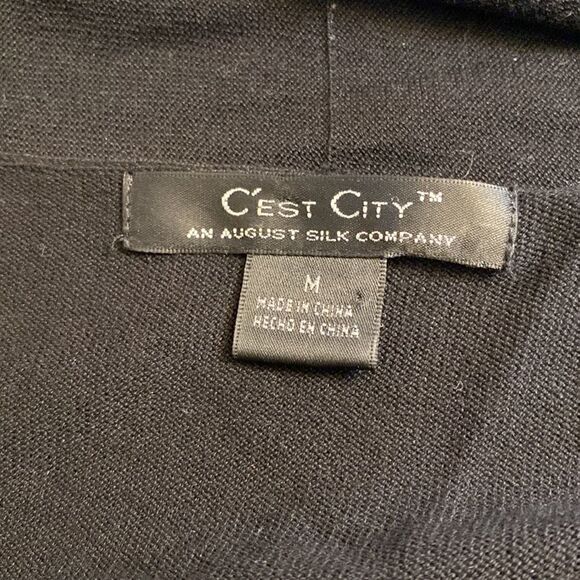 C'EST CiTY™
AN AUGUST SILK COMPANY
M
MADE IN CHINA
HECHO EN CHINA